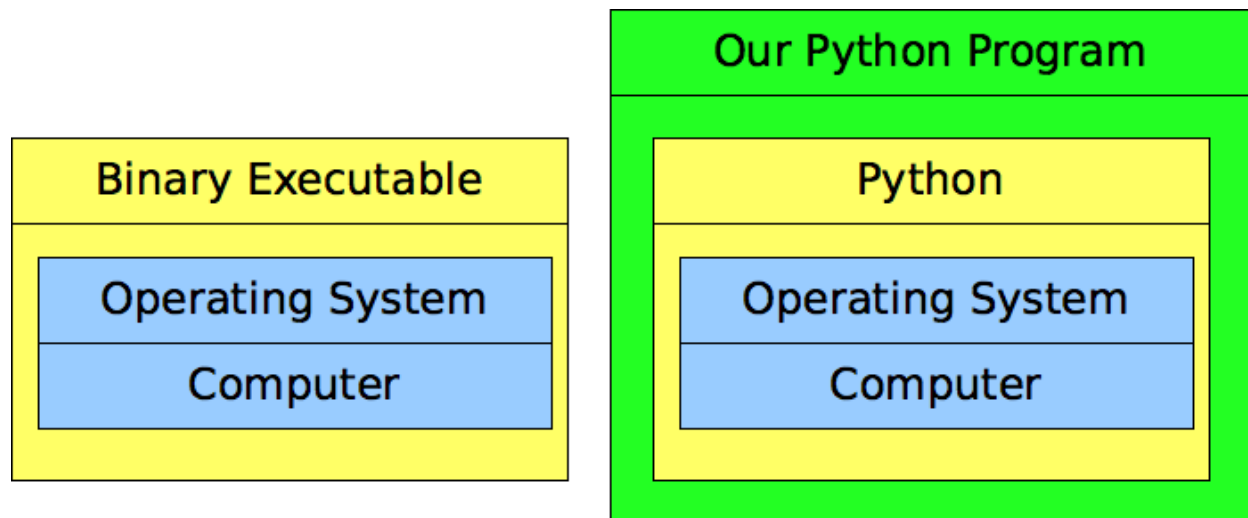 Binary Executable
Operating System
Computer
Our Python Program
Python
Operating System
Computer